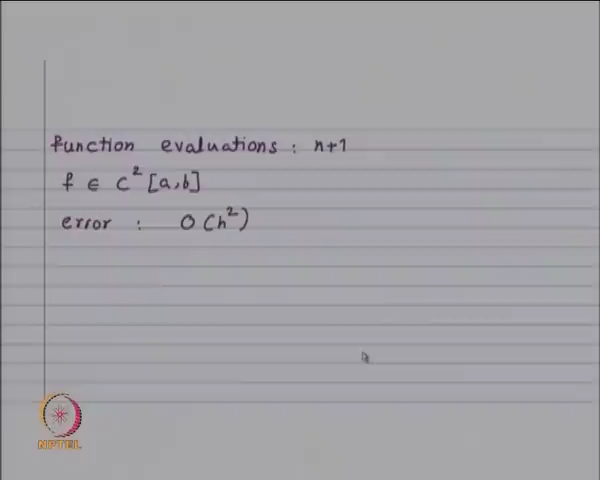 function evaluations : n+1
f ∈ C² [a,b]
error : O(h²)
NPTEL